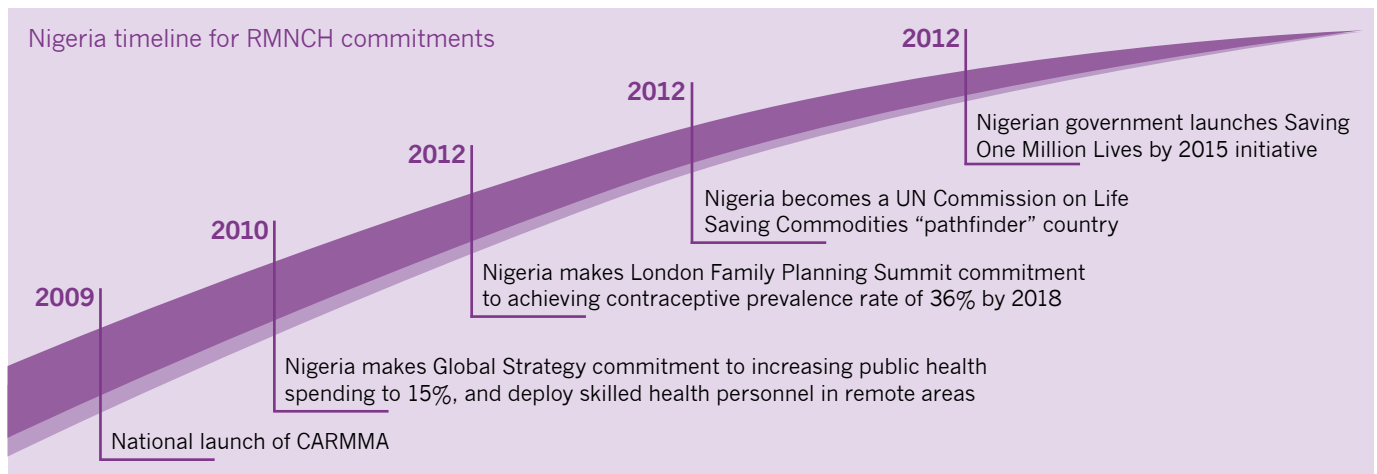 Nigeria timeline for RMNCH commitments
2009
National launch of CARMMA
2010
Nigeria makes Global Strategy commitment to increasing public health
spending to 15%, and deploy skilled health personnel in remote areas
2012
Nigeria makes London Family Planning Summit commitment
to achieving contraceptive prevalence rate of 36% by 2018
2012
Nigeria becomes a UN Commission on Life
Saving Commodities “pathfinder” country
2012
Nigerian government launches Saving
One Million Lives by 2015 initiative